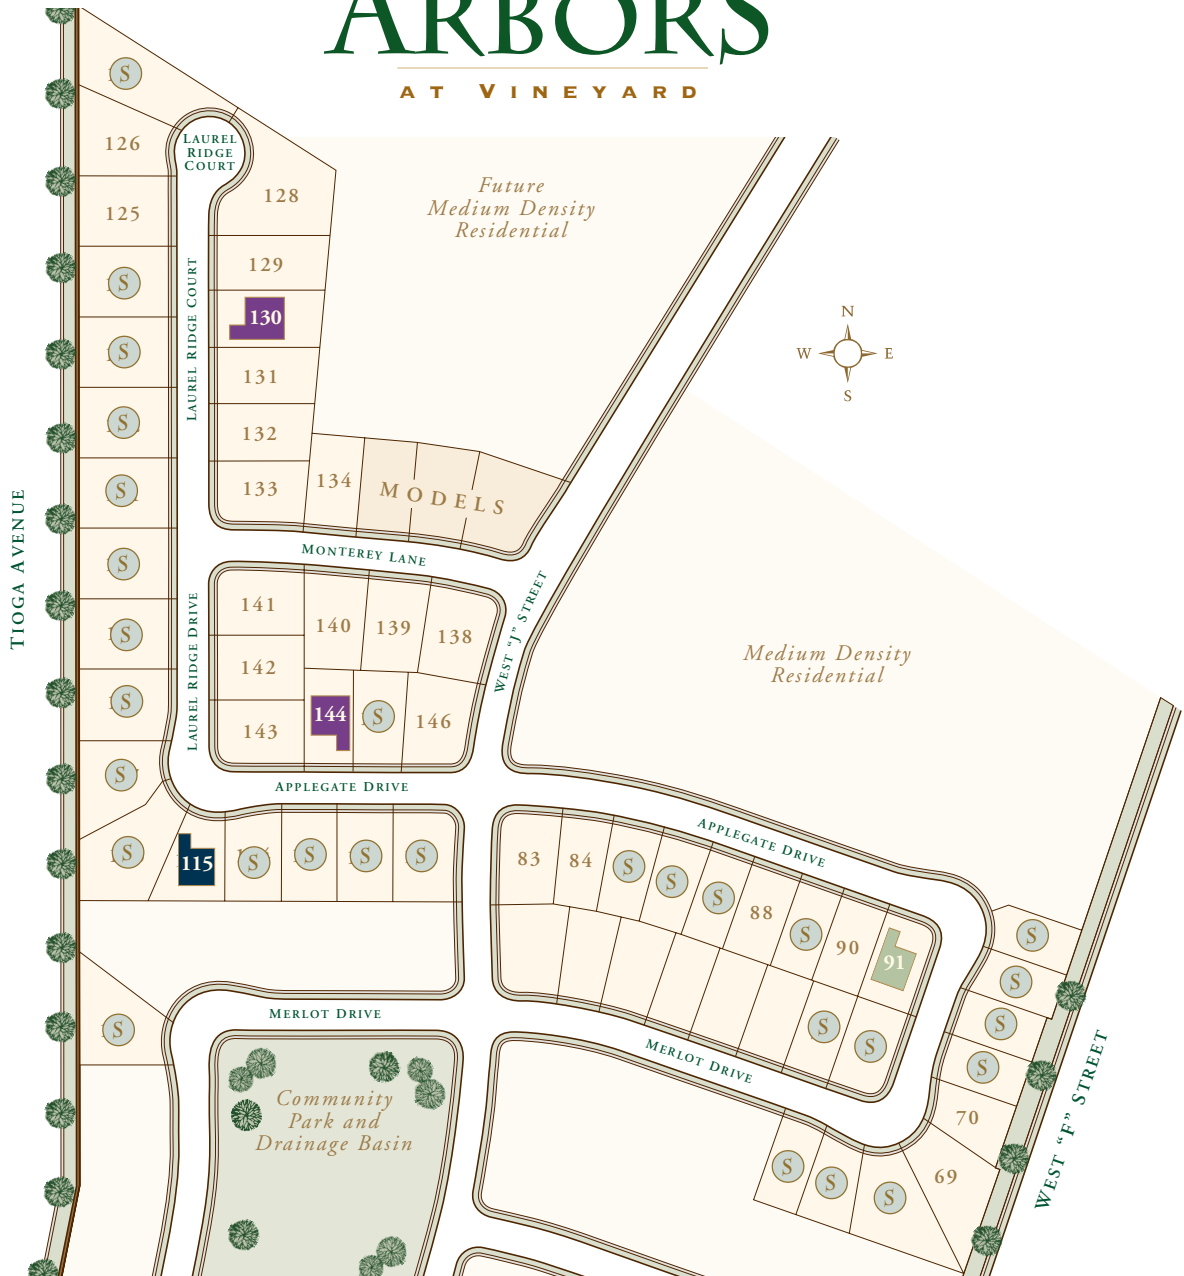 ARBORS
AT VINEYARD
S
126
125
S
S
S
S
S
S
S
S
S
LAUREL
RIDGE
COURT
LAUREL RIDGE COURT
128
129
130
131
132
133
134
MODELS
Future
Medium Density
Residential
N
W
E
S
TIOGA AVENUE
MONTEREY LANE
LAUREL RIDGE DRIVE
141
140
139
138
142
143
144
S
146
WEST "J" STREET
Medium Density
Residential
APPLEGATE DRIVE
115
S
S
S
S
83
84
S
S
S
88
S
90
91
APPLEGATE DRIVE
S
S
S
S
S
S
70
69
S
MERLOT DRIVE
MERLOT DRIVE
Community
Park and
Drainage Basin
S
S
S
WEST "F" STREET